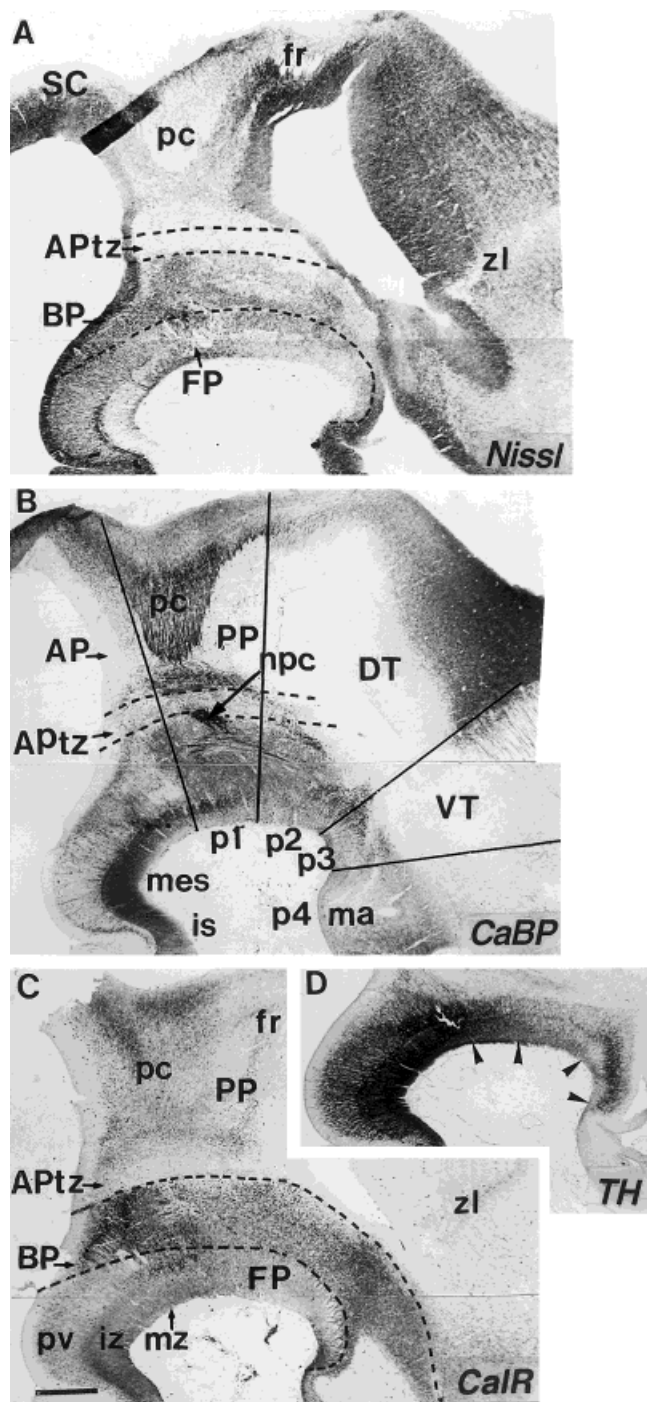 A
SC
fr
pc
APtz
zl
BP
FP
Nissl
B
pc
PP
AP
npc
DT
APtz
VT
p1
p2
p3
mes
p4
ma
is
CaBP
C
D
fr
pc
PP
APtz
zl
TH
BP
FP
pv
iz
mz
CalR